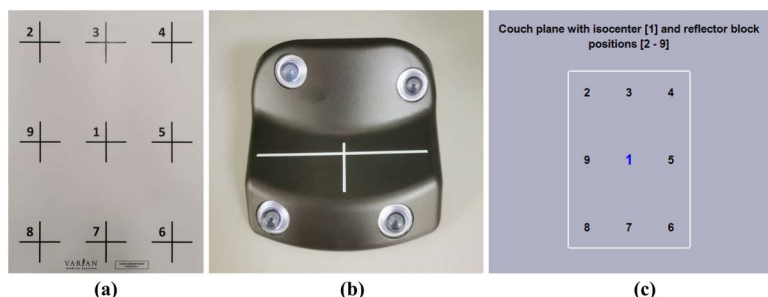 2 3 4
9 1 5
8 7 6
VARIAN
Couch plane with isocenter [1] and reflector block
positions [2 - 9]
2 3 4
9 1 5
8 7 6
(a) (b) (c)